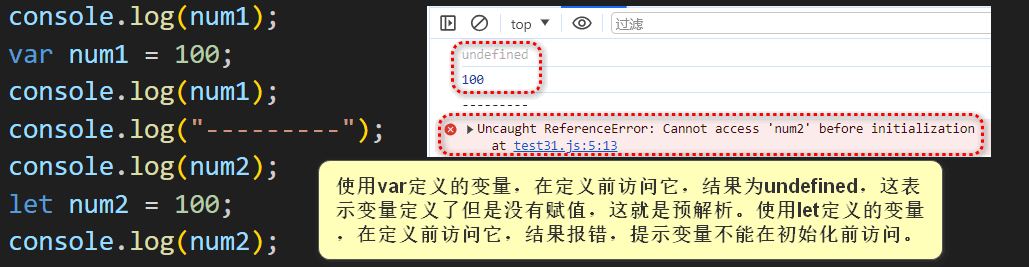 console.log(num1);
var num1 = 100;
console.log(num1);
console.log("---------");
console.log(num2);
let num2 = 100;
console.log(num2);
top
过滤
undefined
100
---------
Uncaught ReferenceError: Cannot access 'num2' before initialization
at test31.js:5:13
使用var定义的变量，在定义前访问它，结果为undefined，这表
示变量定义了但是没有赋值，这就是预解析。使用let定义的变量
，在定义前访问它，结果报错，提示变量不能在初始化前访问。